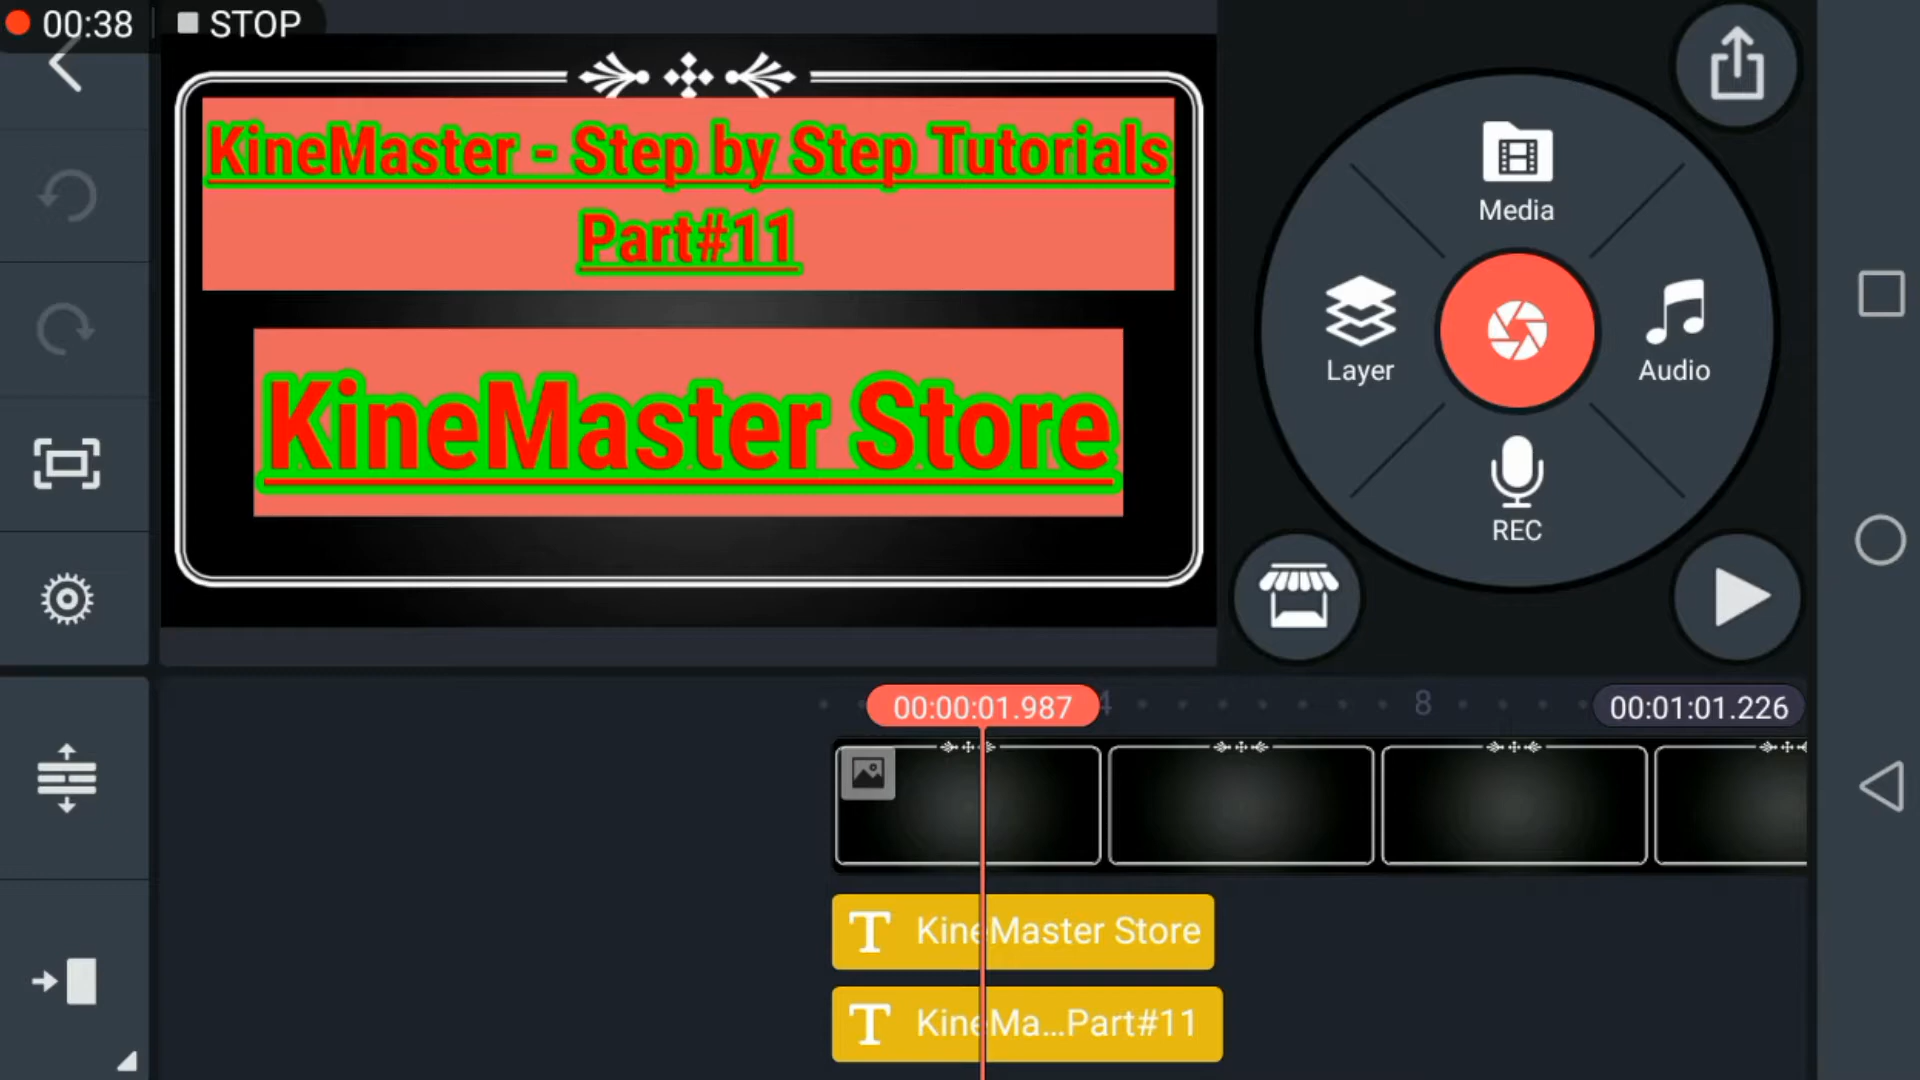 00:38 STOP
KineMaster - Step by Step Tutorials
Part#11
KineMaster Store
Media
Layer
Audio
REC
00:00:01.987
4
8
00:01:01.226
T KineMaster Store
T KineMa...Part#11